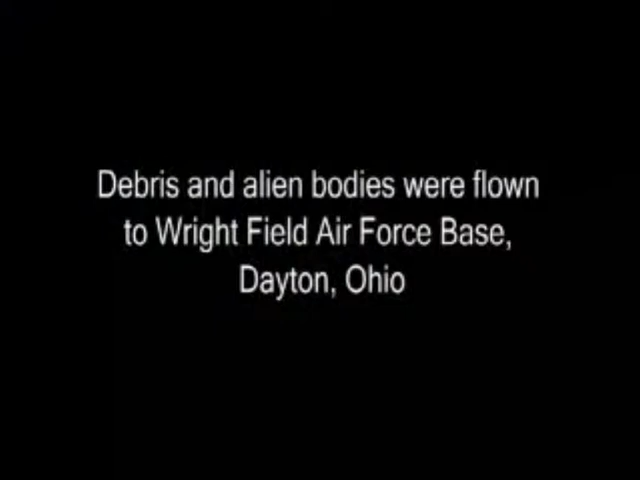 Debris and alien bodies were flown
to Wright Field Air Force Base,
Dayton, Ohio